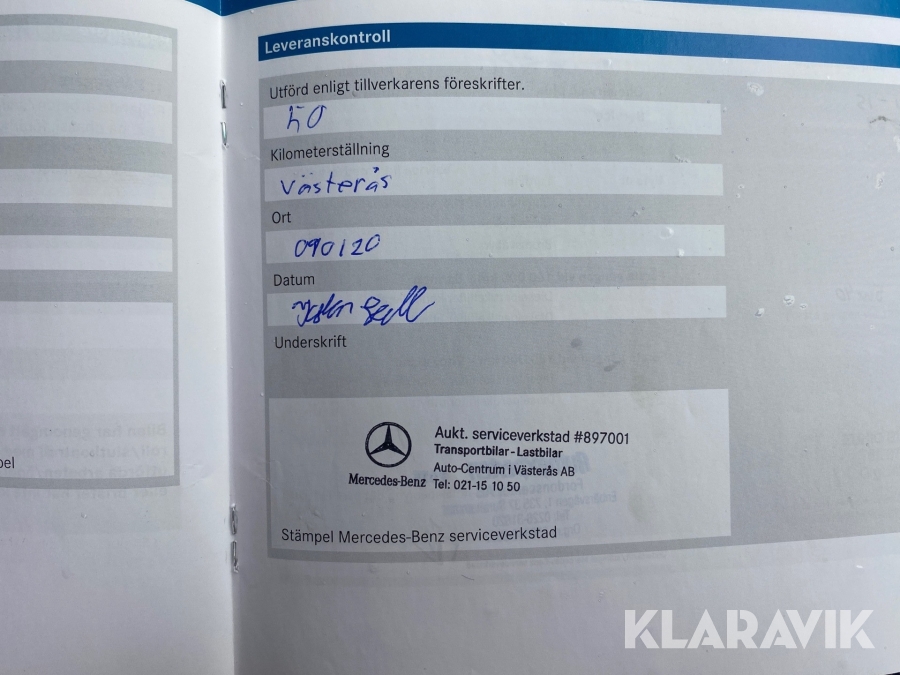 Leveranskontroll
Utförd enligt tillverkarens föreskrifter.
50
Kilometerställning
Västerås
Ort
090120
Datum
Underskrift
Mercedes-Benz
Aukt. serviceverkstad #897001
Transportbilar-Lastbilar
Auto-Centrum i Västerås AB
Tel: 021-15 10 50
Stämpel Mercedes-Benz serviceverkstad
pel
KLARAVIK